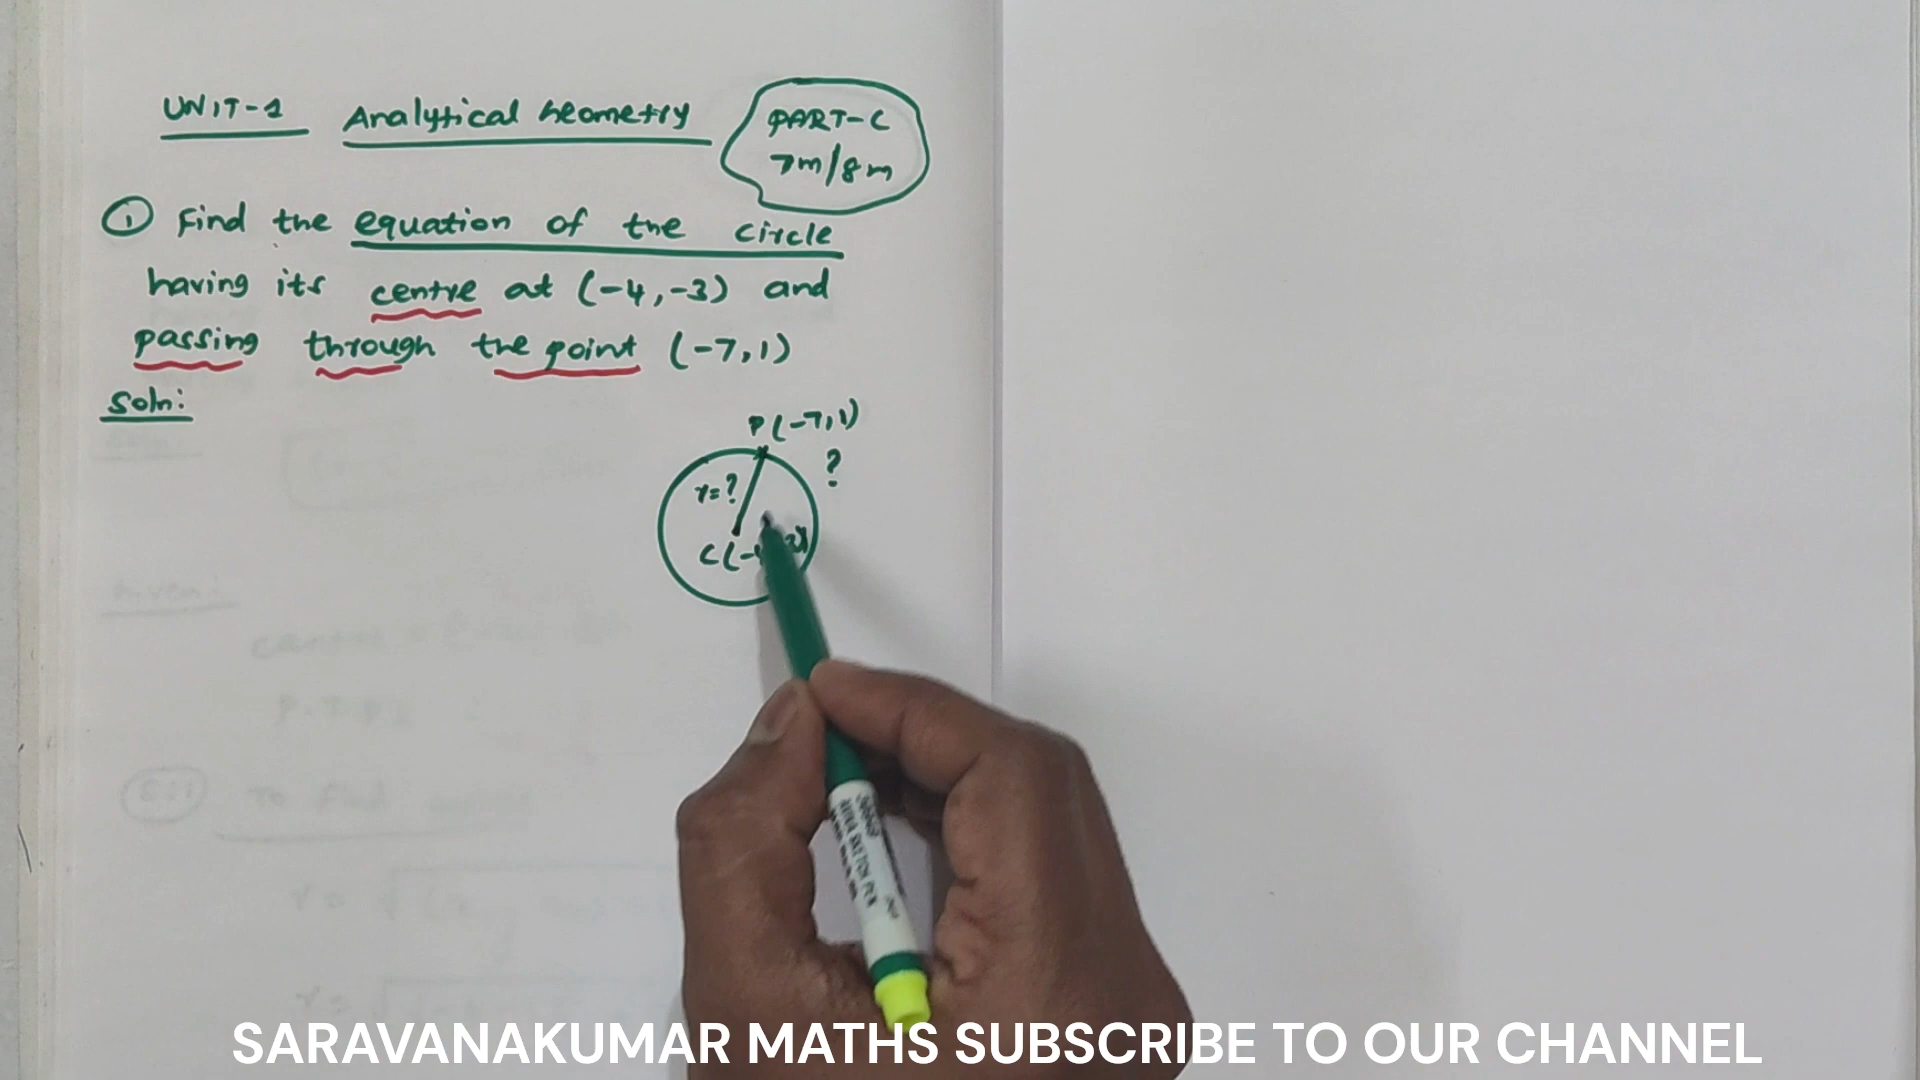 UNIT-1 Analytical Geometry
PART-C
7m/8m
① Find the equation of the circle
having its centre at (-4,-3) and
passing through the point (-7,1)
Soln:
P(-7,1)
?
r=?
C(-
SARAVANAKUMAR MATHS SUBSCRIBE TO OUR CHANNEL